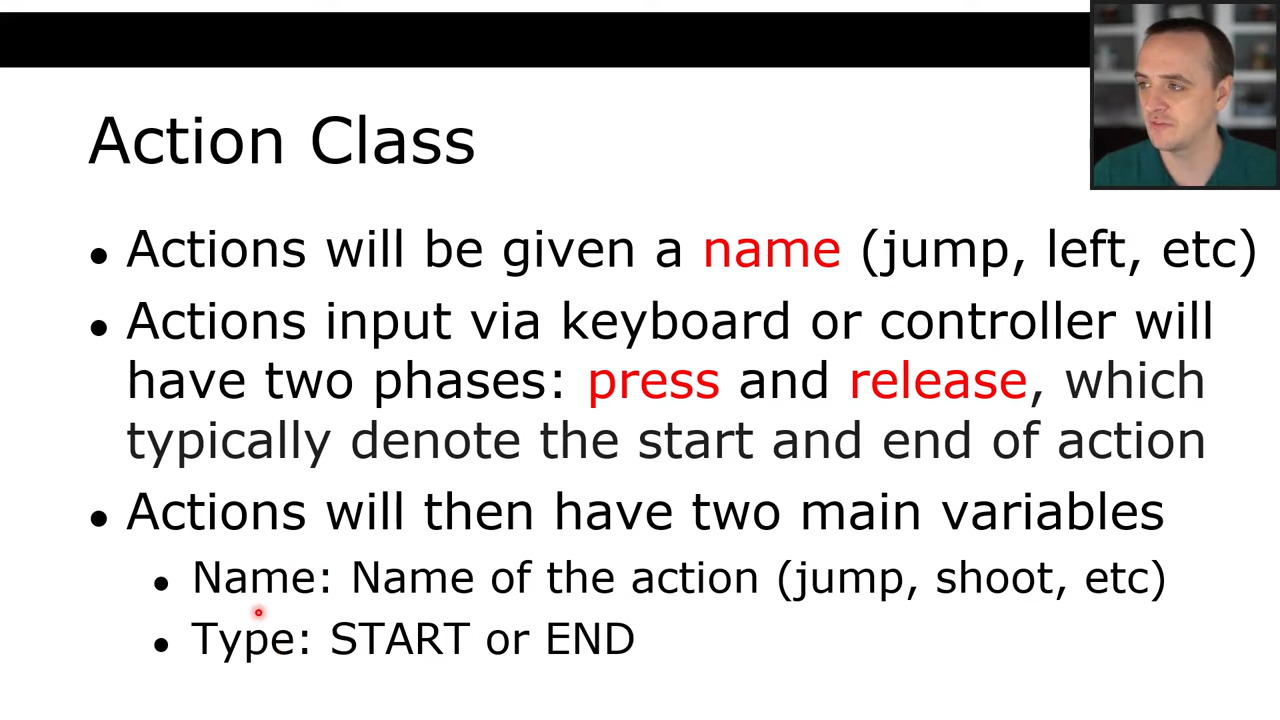 Action Class
• Actions will be given a name (jump, left, etc)
• Actions input via keyboard or controller will
have two phases: press and release, which
typically denote the start and end of action
• Actions will then have two main variables
• Name: Name of the action (jump, shoot, etc)
• Type: START or END